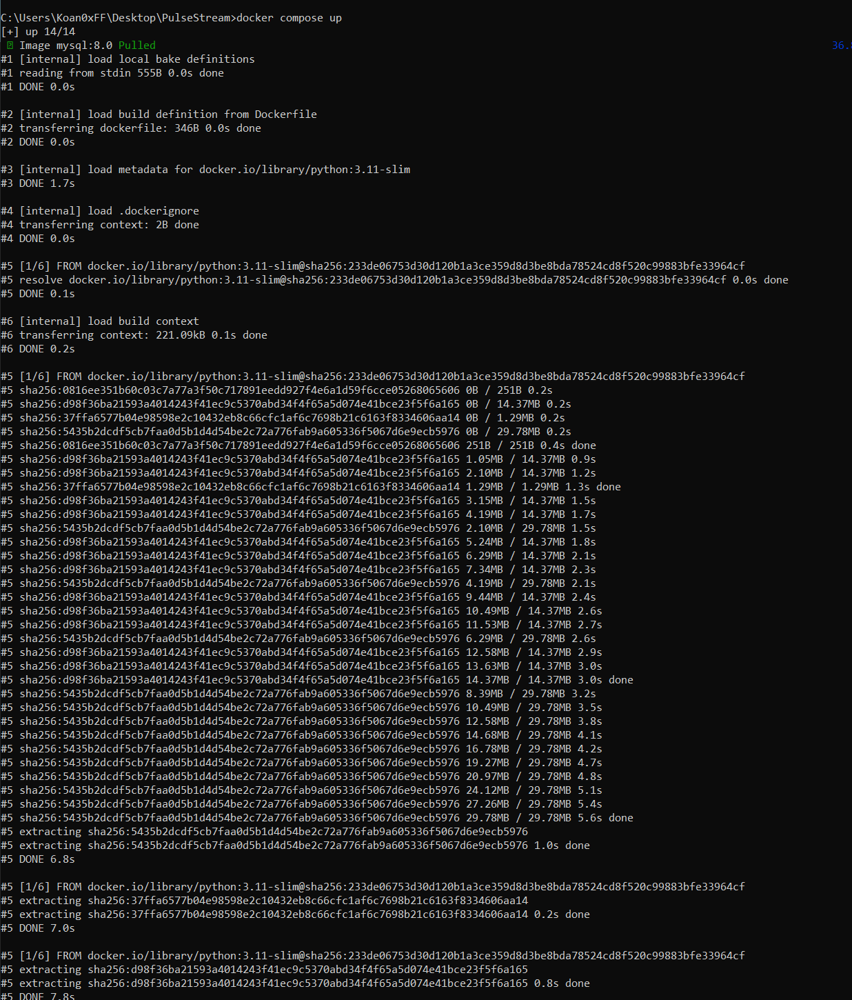 C:\Users\Koan0xFF\Desktop\PulseStream>docker compose up
[+] up 14/14
Image mysql:8.0 Pulled 36.
#1 [internal] load local bake definitions
#1 reading from stdin 555B 0.0s done
#1 DONE 0.0s
#2 [internal] load build definition from Dockerfile
#2 transferring dockerfile: 346B 0.0s done
#2 DONE 0.0s
#3 [internal] load metadata for docker.io/library/python:3.11-slim
#3 DONE 1.7s
#4 [internal] load .dockerignore
#4 transferring context: 2B done
#4 DONE 0.0s
#5 [1/6] FROM docker.io/library/python:3.11-slim@sha256:233de06753d30d120b1a3ce359d8d3be8bda78524cd8f520c99883bfe33964cf
#5 resolve docker.io/library/python:3.11-slim@sha256:233de06753d30d120b1a3ce359d8d3be8bda78524cd8f520c99883bfe33964cf 0.0s done
#5 DONE 0.1s
#6 [internal] load build context
#6 transferring context: 221.09kB 0.1s done
#6 DONE 0.2s
#5 [1/6] FROM docker.io/library/python:3.11-slim@sha256:233de06753d30d120b1a3ce359d8d3be8bda78524cd8f520c99883bfe33964cf
#5 sha256:0816ee351b60c03c7a77a3f50c717891eedd927f4e6a1d59f6cce05268065606 0B / 251B 0.2s
#5 sha256:d98f36ba21593a4014243f41ec9c5370abd34f4f65a5d074e41bce23f5f6a165 0B / 14.37MB 0.2s
#5 sha256:37ffa6577b04e98598e2c10432eb8c66cfc1af6c7698b21c6163f8334606aa14 0B / 1.29MB 0.2s
#5 sha256:5435b2dcdf5cb7faa0d5b1d4d54be2c72a776fab9a605336f5067d6e9ecb5976 0B / 29.78MB 0.2s
#5 sha256:0816ee351b60c03c7a77a3f50c717891eedd927f4e6a1d59f6cce05268065606 251B / 251B 0.4s done
#5 sha256:d98f36ba21593a4014243f41ec9c5370abd34f4f65a5d074e41bce23f5f6a165 1.05MB / 14.37MB 0.9s
#5 sha256:d98f36ba21593a4014243f41ec9c5370abd34f4f65a5d074e41bce23f5f6a165 2.10MB / 14.37MB 1.2s
#5 sha256:37ffa6577b04e98598e2c10432eb8c66cfc1af6c7698b21c6163f8334606aa14 1.29MB / 1.29MB 1.3s done
#5 sha256:d98f36ba21593a4014243f41ec9c5370abd34f4f65a5d074e41bce23f5f6a165 3.15MB / 14.37MB 1.5s
#5 sha256:d98f36ba21593a4014243f41ec9c5370abd34f4f65a5d074e41bce23f5f6a165 4.19MB / 14.37MB 1.7s
#5 sha256:5435b2dcdf5cb7faa0d5b1d4d54be2c72a776fab9a605336f5067d6e9ecb5976 2.10MB / 29.78MB 1.5s
#5 sha256:d98f36ba21593a4014243f41ec9c5370abd34f4f65a5d074e41bce23f5f6a165 5.24MB / 14.37MB 1.8s
#5 sha256:d98f36ba21593a4014243f41ec9c5370abd34f4f65a5d074e41bce23f5f6a165 6.29MB / 14.37MB 2.1s
#5 sha256:d98f36ba21593a4014243f41ec9c5370abd34f4f65a5d074e41bce23f5f6a165 7.34MB / 14.37MB 2.3s
#5 sha256:5435b2dcdf5cb7faa0d5b1d4d54be2c72a776fab9a605336f5067d6e9ecb5976 4.19MB / 29.78MB 2.1s
#5 sha256:d98f36ba21593a4014243f41ec9c5370abd34f4f65a5d074e41bce23f5f6a165 9.44MB / 14.37MB 2.4s
#5 sha256:d98f36ba21593a4014243f41ec9c5370abd34f4f65a5d074e41bce23f5f6a165 10.49MB / 14.37MB 2.6s
#5 sha256:d98f36ba21593a4014243f41ec9c5370abd34f4f65a5d074e41bce23f5f6a165 11.53MB / 14.37MB 2.7s
#5 sha256:5435b2dcdf5cb7faa0d5b1d4d54be2c72a776fab9a605336f5067d6e9ecb5976 6.29MB / 29.78MB 2.6s
#5 sha256:d98f36ba21593a4014243f41ec9c5370abd34f4f65a5d074e41bce23f5f6a165 12.58MB / 14.37MB 2.9s
#5 sha256:d98f36ba21593a4014243f41ec9c5370abd34f4f65a5d074e41bce23f5f6a165 13.63MB / 14.37MB 3.0s
#5 sha256:d98f36ba21593a4014243f41ec9c5370abd34f4f65a5d074e41bce23f5f6a165 14.37MB / 14.37MB 3.0s done
#5 sha256:5435b2dcdf5cb7faa0d5b1d4d54be2c72a776fab9a605336f5067d6e9ecb5976 8.39MB / 29.78MB 3.2s
#5 sha256:5435b2dcdf5cb7faa0d5b1d4d54be2c72a776fab9a605336f5067d6e9ecb5976 10.49MB / 29.78MB 3.5s
#5 sha256:5435b2dcdf5cb7faa0d5b1d4d54be2c72a776fab9a605336f5067d6e9ecb5976 12.58MB / 29.78MB 3.8s
#5 sha256:5435b2dcdf5cb7faa0d5b1d4d54be2c72a776fab9a605336f5067d6e9ecb5976 14.68MB / 29.78MB 4.1s
#5 sha256:5435b2dcdf5cb7faa0d5b1d4d54be2c72a776fab9a605336f5067d6e9ecb5976 16.78MB / 29.78MB 4.2s
#5 sha256:5435b2dcdf5cb7faa0d5b1d4d54be2c72a776fab9a605336f5067d6e9ecb5976 19.27MB / 29.78MB 4.7s
#5 sha256:5435b2dcdf5cb7faa0d5b1d4d54be2c72a776fab9a605336f5067d6e9ecb5976 20.97MB / 29.78MB 4.8s
#5 sha256:5435b2dcdf5cb7faa0d5b1d4d54be2c72a776fab9a605336f5067d6e9ecb5976 24.12MB / 29.78MB 5.1s
#5 sha256:5435b2dcdf5cb7faa0d5b1d4d54be2c72a776fab9a605336f5067d6e9ecb5976 27.26MB / 29.78MB 5.4s
#5 sha256:5435b2dcdf5cb7faa0d5b1d4d54be2c72a776fab9a605336f5067d6e9ecb5976 29.78MB / 29.78MB 5.6s done
#5 extracting sha256:5435b2dcdf5cb7faa0d5b1d4d54be2c72a776fab9a605336f5067d6e9ecb5976
#5 extracting sha256:5435b2dcdf5cb7faa0d5b1d4d54be2c72a776fab9a605336f5067d6e9ecb5976 1.0s done
#5 DONE 6.8s
#5 [1/6] FROM docker.io/library/python:3.11-slim@sha256:233de06753d30d120b1a3ce359d8d3be8bda78524cd8f520c99883bfe33964cf
#5 extracting sha256:37ffa6577b04e98598e2c10432eb8c66cfc1af6c7698b21c6163f8334606aa14
#5 extracting sha256:37ffa6577b04e98598e2c10432eb8c66cfc1af6c7698b21c6163f8334606aa14 0.2s done
#5 DONE 7.0s
#5 [1/6] FROM docker.io/library/python:3.11-slim@sha256:233de06753d30d120b1a3ce359d8d3be8bda78524cd8f520c99883bfe33964cf
#5 extracting sha256:d98f36ba21593a4014243f41ec9c5370abd34f4f65a5d074e41bce23f5f6a165
#5 extracting sha256:d98f36ba21593a4014243f41ec9c5370abd34f4f65a5d074e41bce23f5f6a165 0.8s done
#5 DONE 7.8s